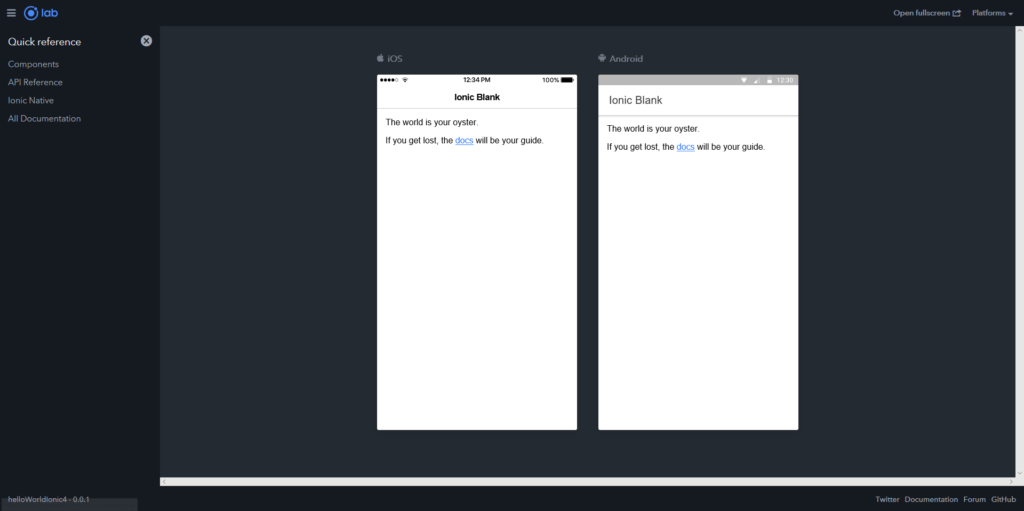 lab
Open fullscreen
Platforms
Quick reference
Components
API Reference
Ionic Native
All Documentation
iOS
12:34 PM
100%
Ionic Blank
The world is your oyster.
If you get lost, the docs will be your guide.
Android
12:30
Ionic Blank
The world is your oyster.
If you get lost, the docs will be your guide.
helloWorldIonic4 - 0.0.1
Twitter Documentation Forum GitHub